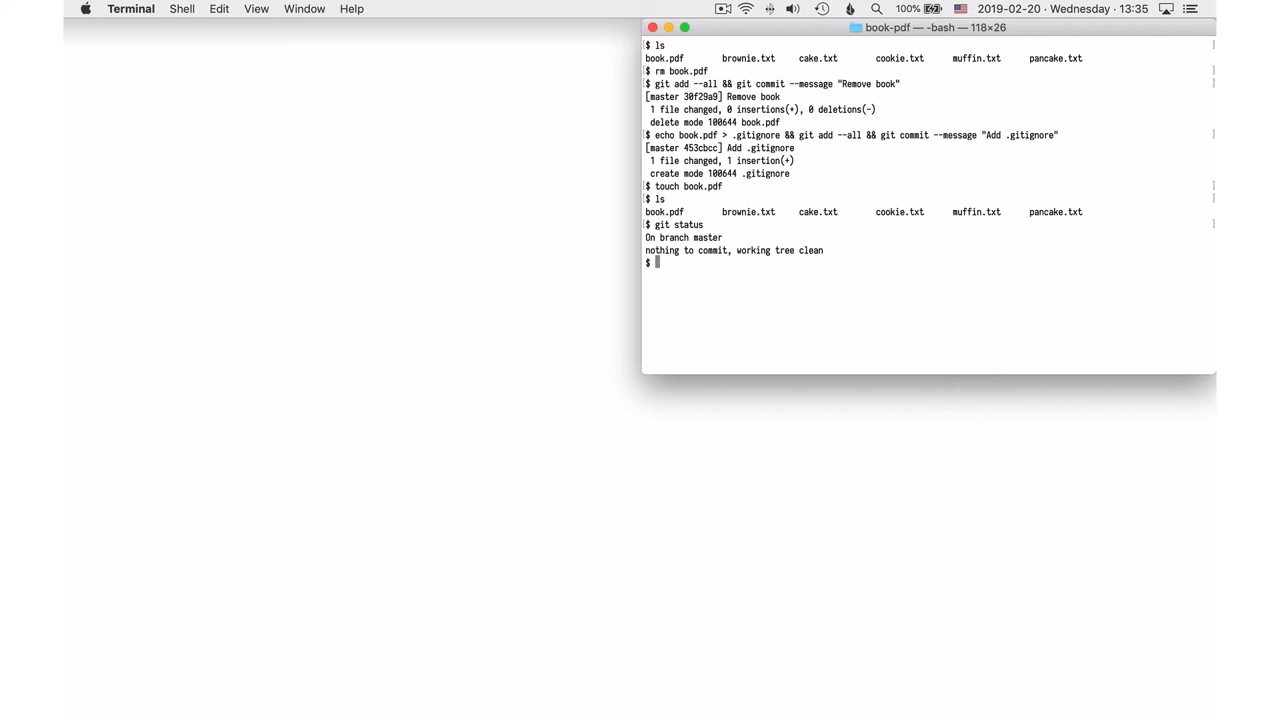 Terminal Shell Edit View Window Help 100% 2019-02-20 · Wednesday · 13:35
book-pdf — -bash — 118×26
$ ls
book.pdf brownie.txt cake.txt cookie.txt muffin.txt pancake.txt
$ rm book.pdf
$ git add --all && git commit --message "Remove book"
[master 30f29a9] Remove book
1 file changed, 0 insertions(+), 0 deletions(-)
delete mode 100644 book.pdf
$ echo book.pdf > .gitignore && git add --all && git commit --message "Add .gitignore"
[master 453cbcc] Add .gitignore
1 file changed, 1 insertion(+)
create mode 100644 .gitignore
$ touch book.pdf
$ ls
book.pdf brownie.txt cake.txt cookie.txt muffin.txt pancake.txt
$ git status
On branch master
nothing to commit, working tree clean
$